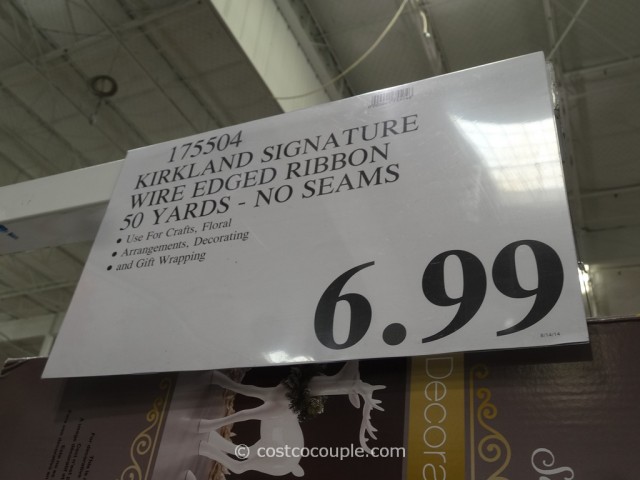 175504
KIRKLAND SIGNATURE
WIRE EDGED RIBBON
50 YARDS - NO SEAMS
• Use For Crafts, Floral
• Arrangements, Decorating
• and Gift Wrapping
6.99
Decora
© costcocouple.com